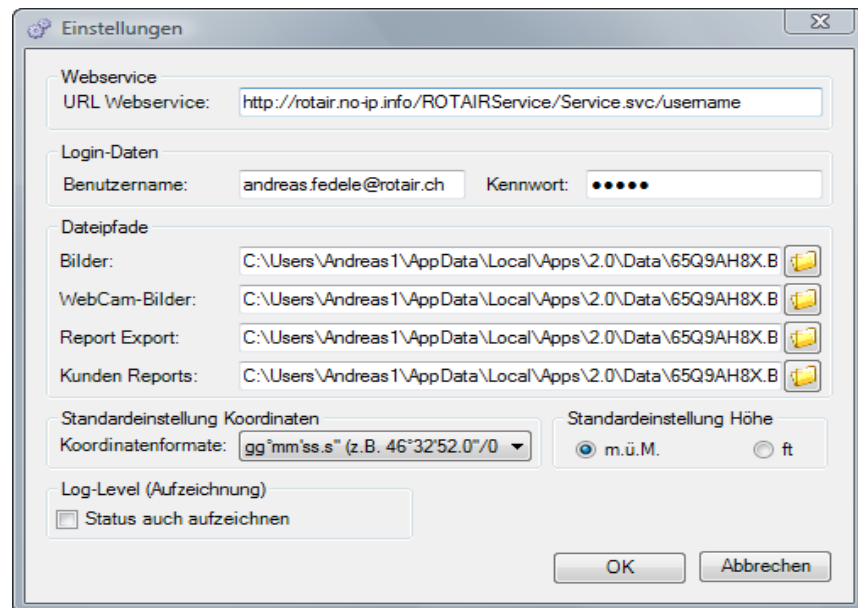 Einstellungen
Webservice
URL Webservice: http://rotair.no-ip.info/ROTAIRService/Service.svc/username
Login-Daten
Benutzername: andreas.fedele@rotair.ch Kennwort: •••••
Dateipfade
Bilder: C:\Users\Andreas1\AppData\Local\Apps\2.0\Data\65Q9AH8X.B
WebCam-Bilder: C:\Users\Andreas1\AppData\Local\Apps\2.0\Data\65Q9AH8X.B
Report Export: C:\Users\Andreas1\AppData\Local\Apps\2.0\Data\65Q9AH8X.B
Kunden Reports: C:\Users\Andreas1\AppData\Local\Apps\2.0\Data\65Q9AH8X.B
Standardeinstellung Koordinaten Standardeinstellung Höhe
Koordinatenformate: gg°mm'ss.s" (z.B. 46°32'52.0"/0 m.ü.M. ft
Log-Level (Aufzeichnung)
Status auch aufzeichnen
OK Abbrechen